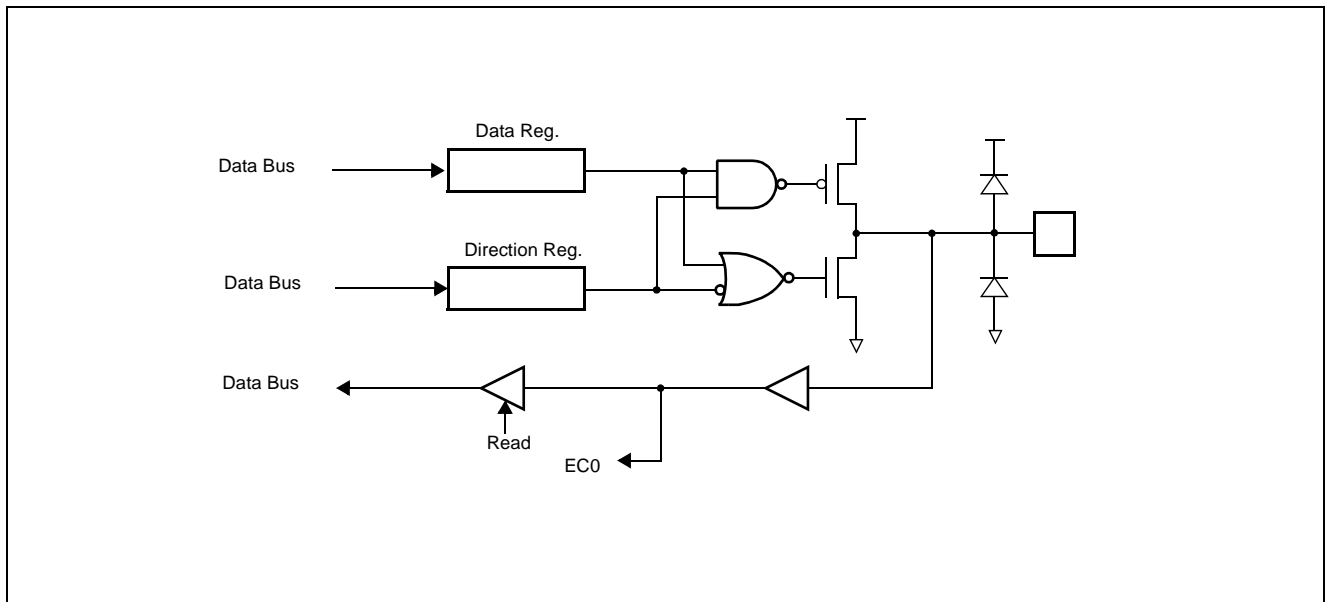 Data Reg.
Data Bus
Direction Reg.
Data Bus
Data Bus
Read
EC0